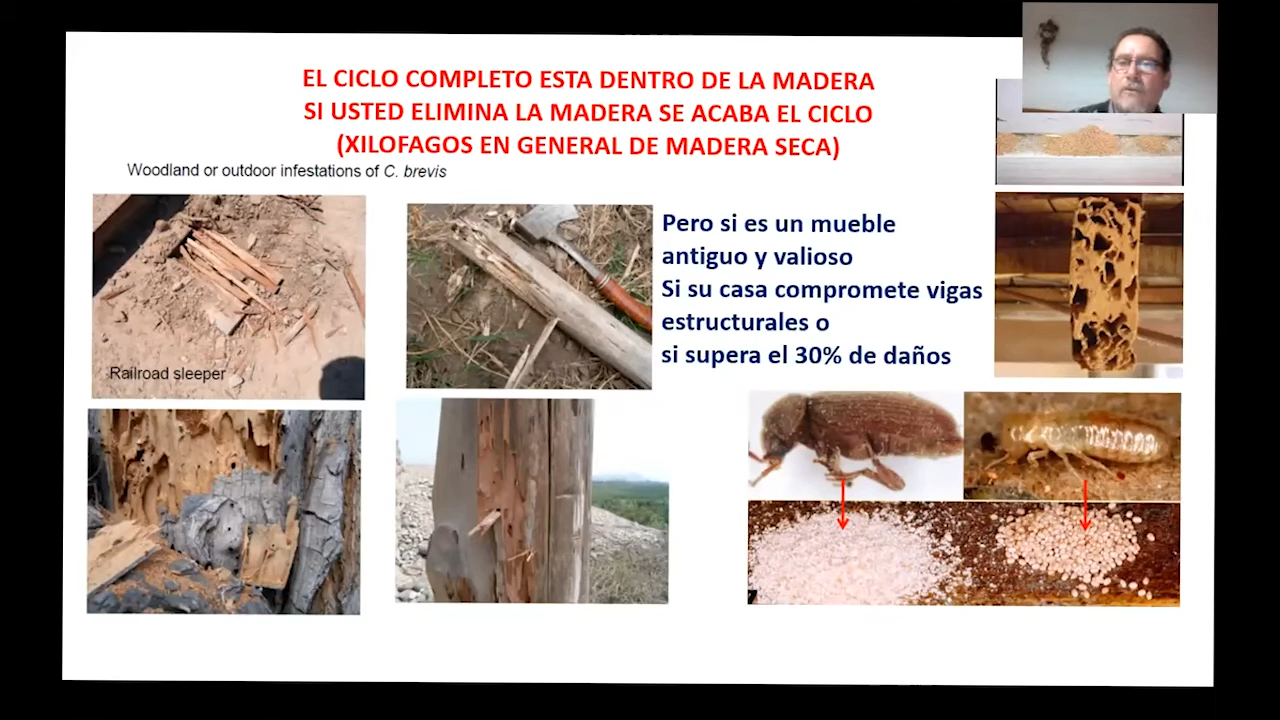 EL CICLO COMPLETO ESTA DENTRO DE LA MADERA
SI USTED ELIMINA LA MADERA SE ACABA EL CICLO
(XILOFAGOS EN GENERAL DE MADERA SECA)
Woodland or outdoor infestations of C. brevis
Pero si es un mueble
antiguo y valioso
Si su casa compromete vigas
estructurales o
si supera el 30% de daños
Railroad sleeper